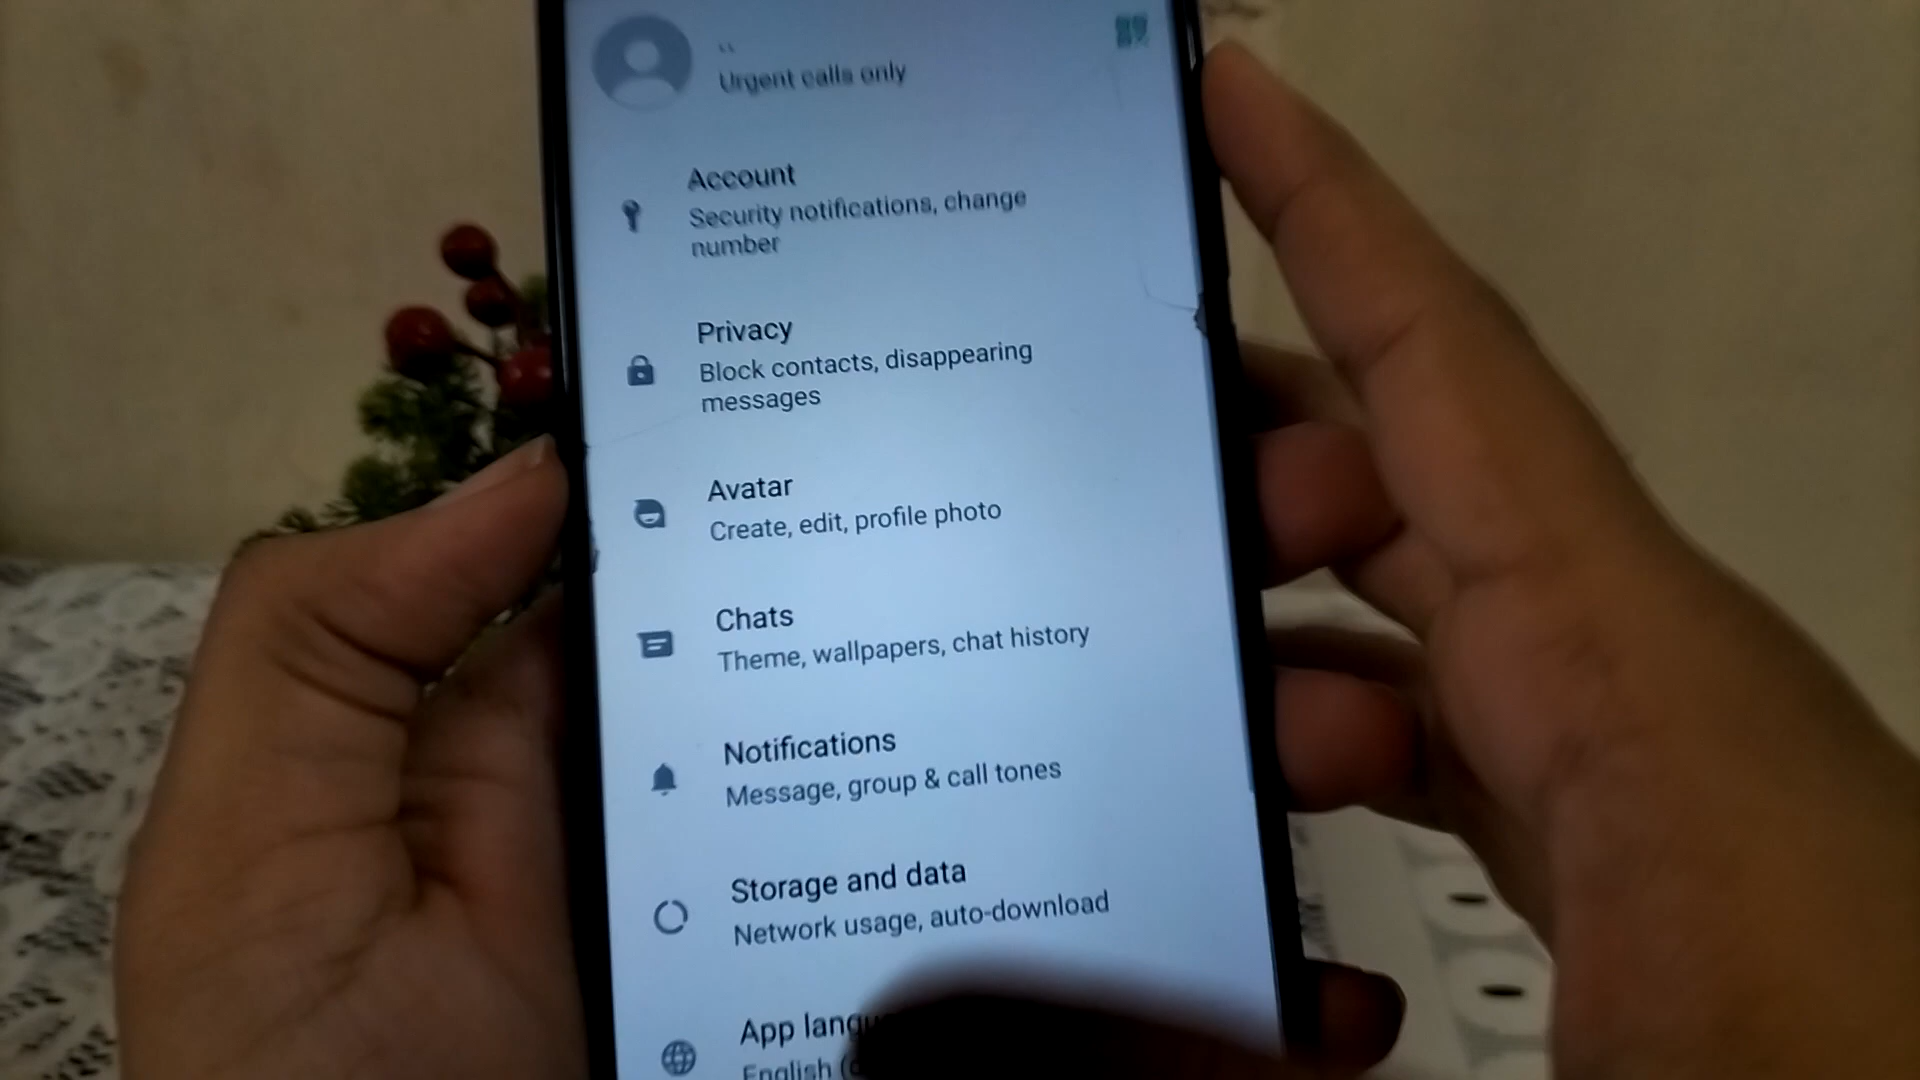 ..
Urgent calls only
Account
Security notifications, change
number
Privacy
Block contacts, disappearing
messages
Avatar
Create, edit, profile photo
Chats
Theme, wallpapers, chat history
Notifications
Message, group & call tones
Storage and data
Network usage, auto-download
App
English